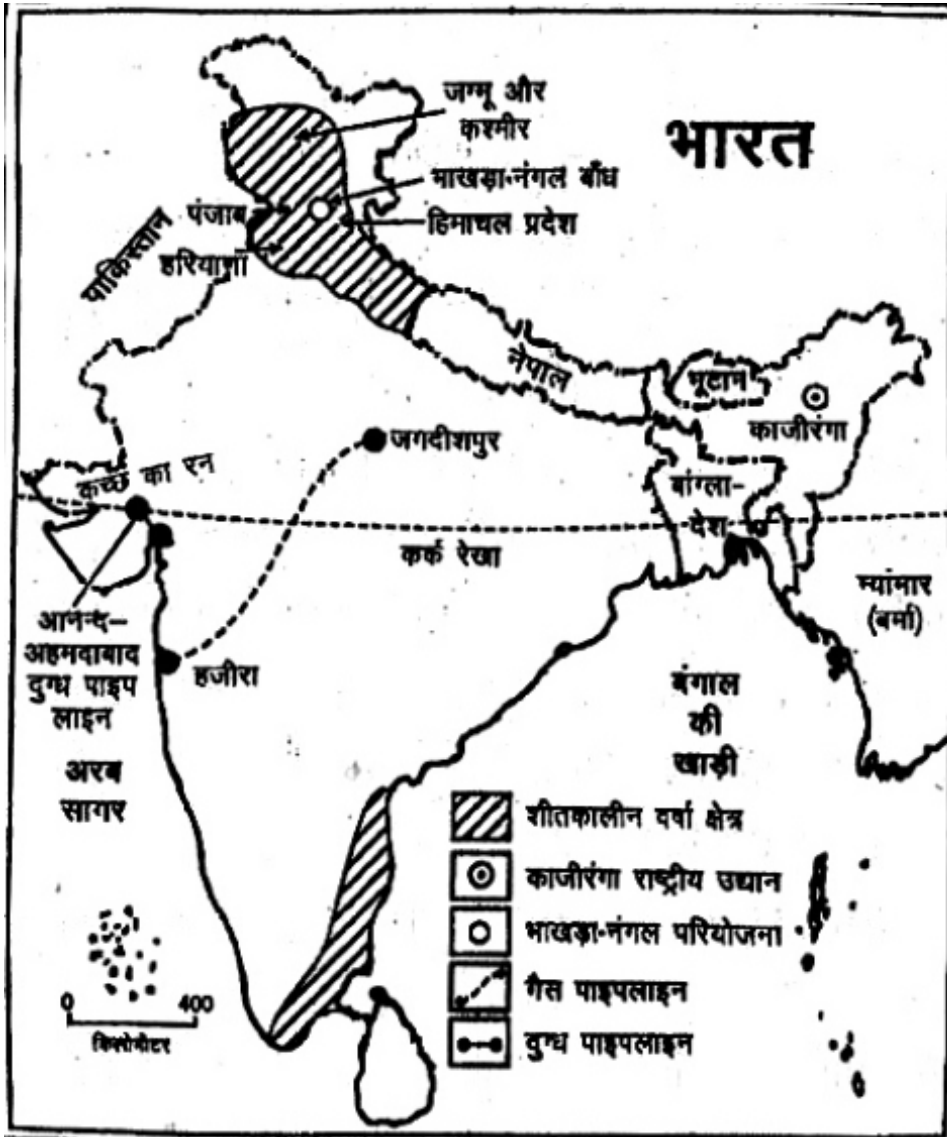 जम्मू और
कश्मीर
भारत
भाखड़ा-नंगल बाँध
पंजाब
हिमाचल प्रदेश
पाकिस्तान
हरियाणा
नेपाल
भूटान
काजीरंगा
जगदीशपुर
कच्छ का रन
बांग्ला-
देश
कर्क रेखा
म्यांमार
(बर्मा)
आनन्द–
अहमदाबाद
दुग्ध पाइप
लाइन
हजीरा
बंगाल
की
खाड़ी
अरब
सागर
शीतकालीन वर्षा क्षेत्र
काजीरंगा राष्ट्रीय उद्यान
भाखड़ा-नंगल परियोजना
गैस पाइपलाइन
दुग्ध पाइपलाइन
0 400
किलोमीटर